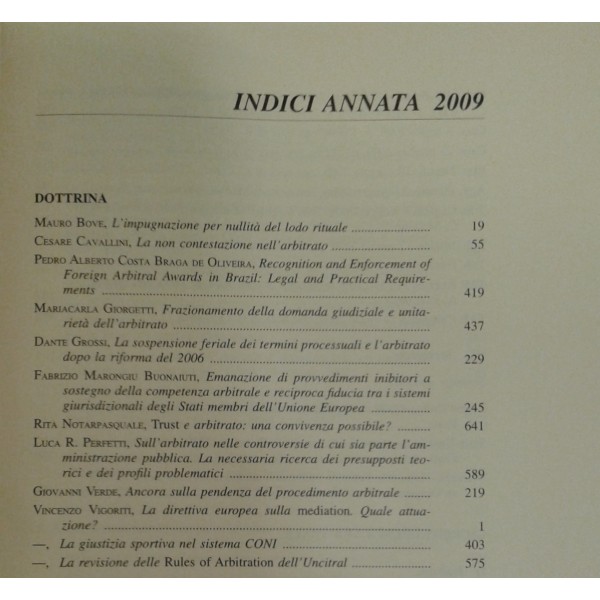 INDICI ANNATA 2009
DOTTRINA
MAURO BOVE, L'impugnazione per nullità del lodo rituale ................... 19
CESARE CAVALLINI, La non contestazione nell'arbitrato ....................... 55
PEDRO ALBERTO COSTA BRAGA DE OLIVEIRA, Recognition and Enforcement of
Foreign Arbitral Awards in Brazil: Legal and Practical Require-
ments ............................................................................ 419
MARIACARLA GIORGETTI, Frazionamento della domanda giudiziale e unita-
rietà dell'arbitrato ............................................................. 437
DANTE GROSSI, La sospensione feriale dei termini processuali e l'arbitrato
dopo la riforma del 2006 ................................................... 229
FABRIZIO MARONGIU BUONAIUTI, Emanazione di provvedimenti inibitori a
sostegno della competenza arbitrale e reciproca fiducia tra i sistemi
giurisdizionali degli Stati membri dell'Unione Europea ................ 245
RITA NOTARPASQUALE, Trust e arbitrato: una convivenza possibile? ........ 641
LUCA R. PERFETTI, Sull'arbitrato nelle controversie di cui sia parte l'am-
ministrazione pubblica. La necessaria ricerca dei presupposti teo-
rici e dei profili problematici ................................................ 589
GIOVANNI VERDE, Ancora sulla pendenza del procedimento arbitrale ........ 219
VINCENZO VIGORITI, La direttiva europea sulla mediation. Quale attua-
zione? ............................................................................ 1
—, La giustizia sportiva nel sistema CONI .................................... 403
—, La revisione delle Rules of Arbitration dell'Uncitral ..................... 575